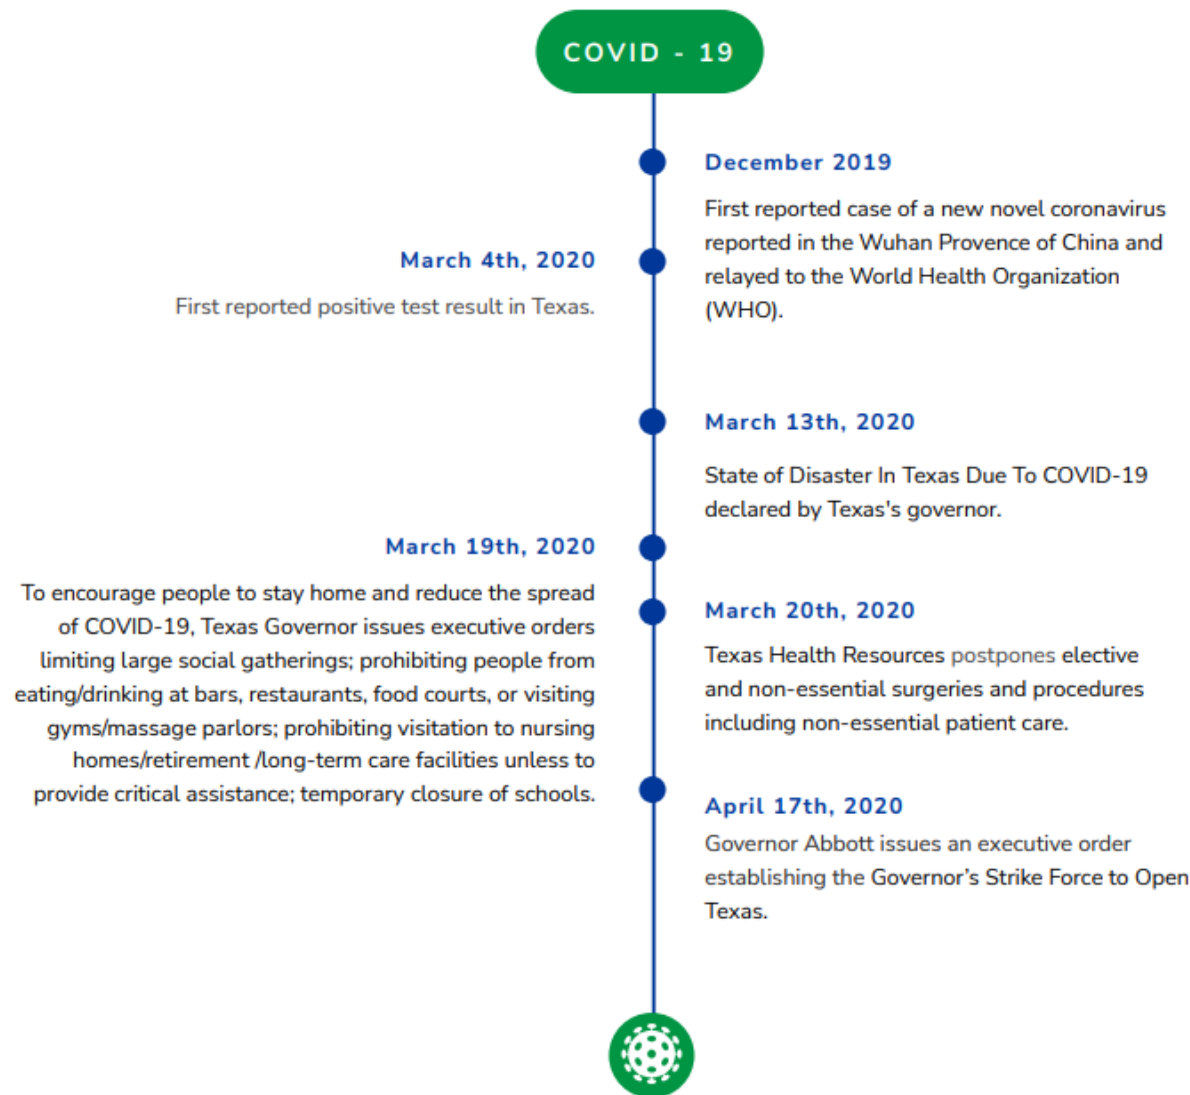 COVID - 19
December 2019
First reported case of a new novel coronavirus
reported in the Wuhan Provence of China and
relayed to the World Health Organization
(WHO).
March 4th, 2020
First reported positive test result in Texas.
March 13th, 2020
State of Disaster In Texas Due To COVID-19
declared by Texas's governor.
March 19th, 2020
To encourage people to stay home and reduce the spread
of COVID-19, Texas Governor issues executive orders
limiting large social gatherings; prohibiting people from
eating/drinking at bars, restaurants, food courts, or visiting
gyms/massage parlors; prohibiting visitation to nursing
homes/retirement /long-term care facilities unless to
provide critical assistance; temporary closure of schools.
March 20th, 2020
Texas Health Resources postpones elective
and non-essential surgeries and procedures
including non-essential patient care.
April 17th, 2020
Governor Abbott issues an executive order
establishing the Governor’s Strike Force to Open
Texas.